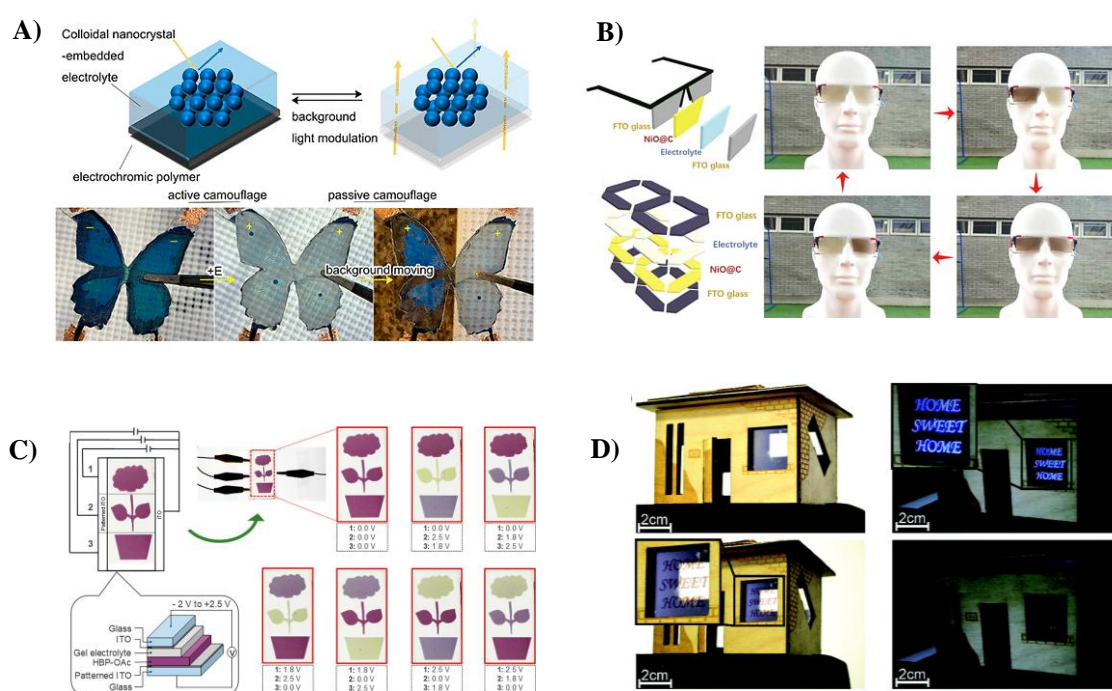 A)
Colloidal nanocrystal
-embedded
electrolyte
background
light modulation
electrochromic polymer
active camouflage
passive camouflage
+E
background moving
B)
FTO glass
NiO@C
Electrolyte
FTO glass
FTO glass
Electrolyte
NiO@C
FTO glass
C)
1
2
3
Patterned ITO
ITO
1: 0.0 V
2: 0.0 V
3: 0.0 V
1: 0.0 V
2: 2.5 V
3: 1.8 V
1: 0.0 V
2: 1.8 V
3: 2.5 V
- 2 V to +2.5 V
Glass
ITO
Gel electrolyte
HBP-OAc
Patterned ITO
Glass
V
1: 1.8 V
2: 2.5 V
3: 0.0 V
1: 1.8 V
2: 0.0 V
3: 2.5 V
1: 2.5 V
2: 0.0 V
3: 1.8 V
1: 2.5 V
2: 1.8 V
3: 0.0 V
D)
2cm
HOME
SWEET
HOME
HOME
SWEET
HOME
2cm
HOME
SWEET
HOME
HOME
SWEET
HOME
2cm
2cm